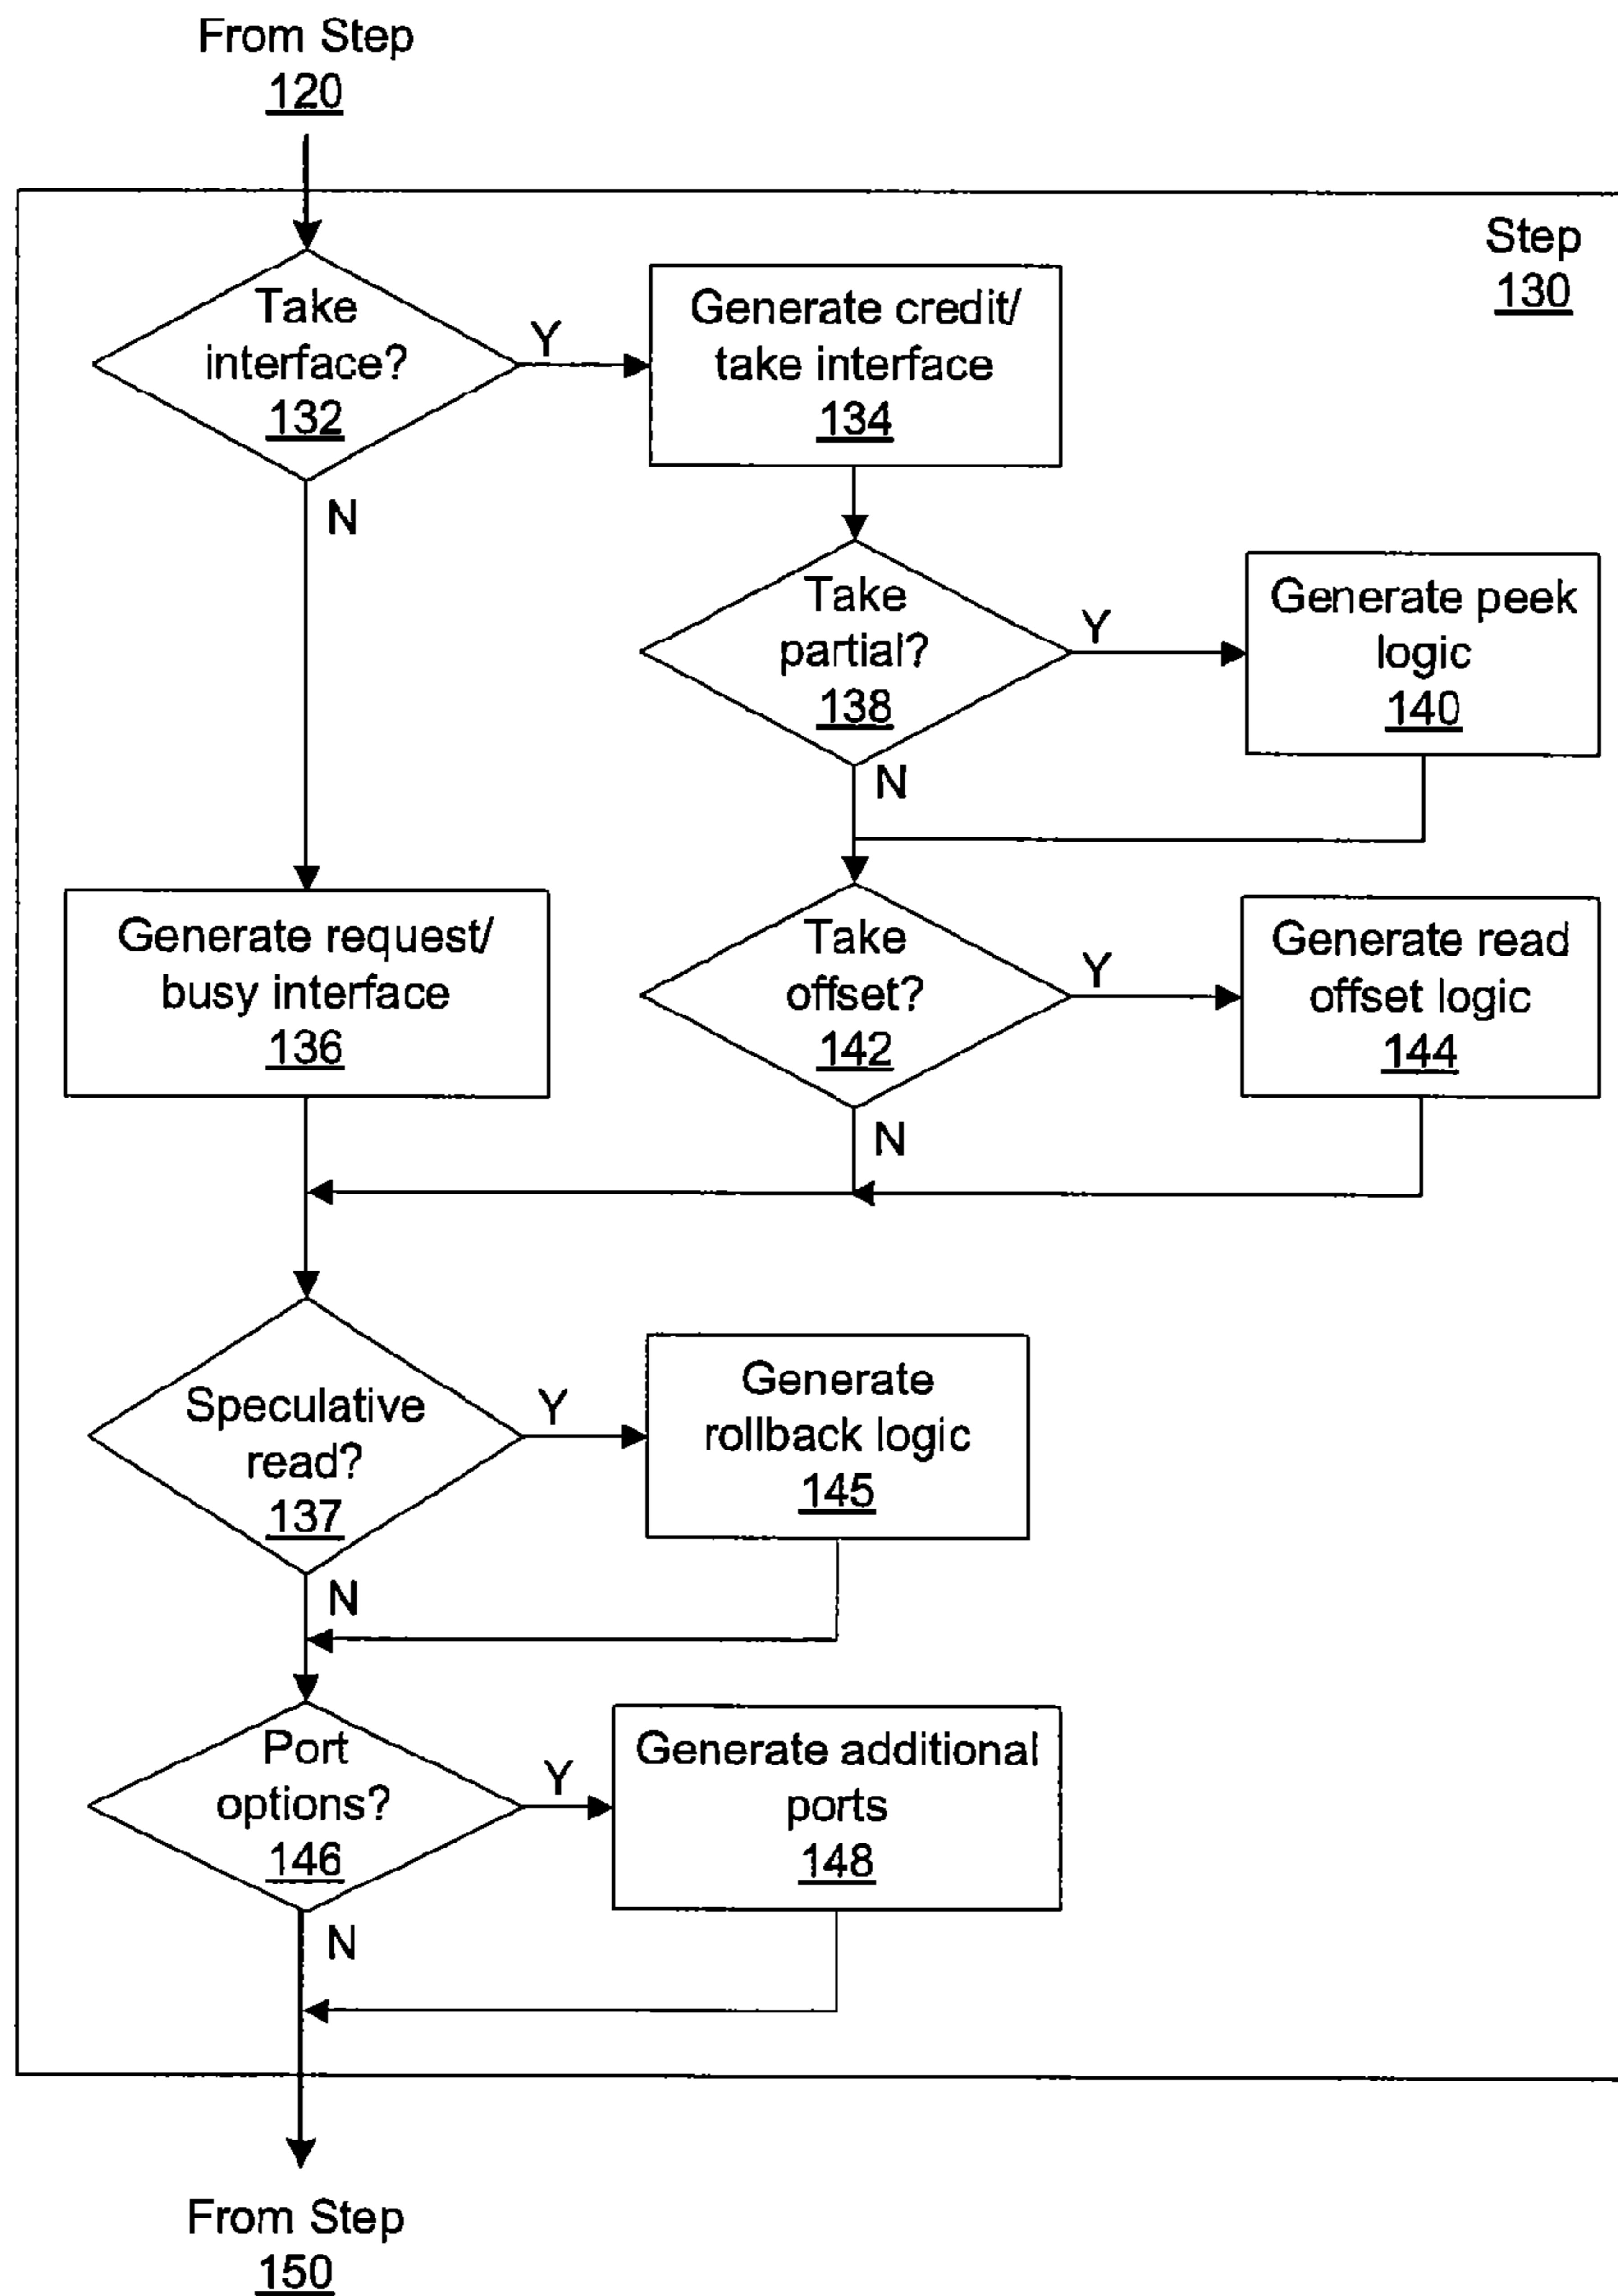 From Step
120
Step
130
Take
interface?
132
Y
N
Generate credit/
take interface
134
Take
partial?
138
Y
N
Generate peek
logic
140
Generate request/
busy interface
136
Take
offset?
142
Y
N
Generate read
offset logic
144
Speculative
read?
137
Y
N
Generate
rollback logic
145
Port
options?
146
Y
N
Generate additional
ports
148
From Step
150